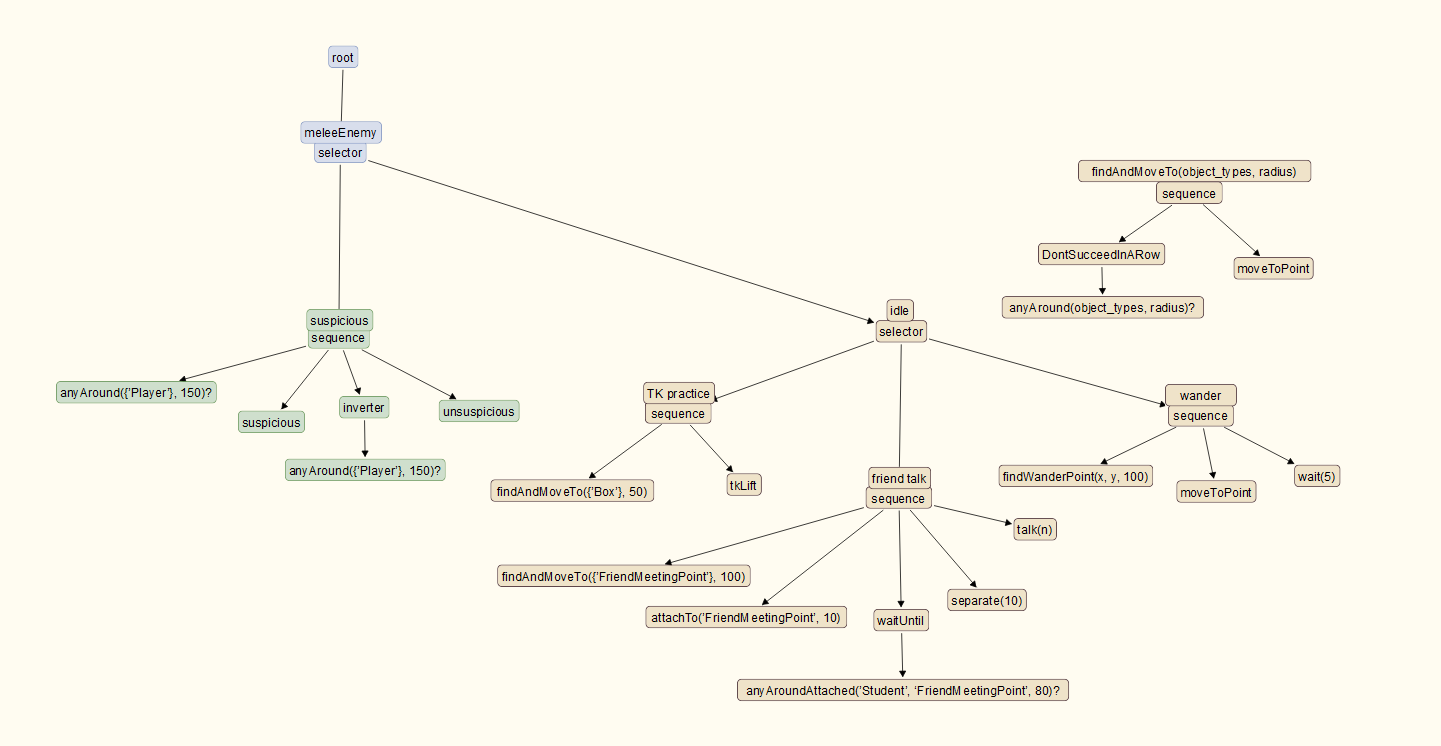 root
meleeEnemy
selector
findAndMoveTo(object_types, radius)
sequence
DontSucceedInARow
moveToPoint
anyAround(object_types, radius)?
suspicious
sequence
idle
selector
anyAround({'Player'}, 150)?
suspicious
inverter
unsuspicious
anyAround({'Player'}, 150)?
TK practice
sequence
wander
sequence
findAndMoveTo({'Box'}, 50)
tkLift
friend talk
sequence
findWanderPoint(x, y, 100)
moveToPoint
wait(5)
findAndMoveTo({'FriendMeetingPoint'}, 100)
attachTo('FriendMeetingPoint', 10)
waitUntil
separate(10)
talk(n)
anyAroundAttached('Student', 'FriendMeetingPoint', 80)?